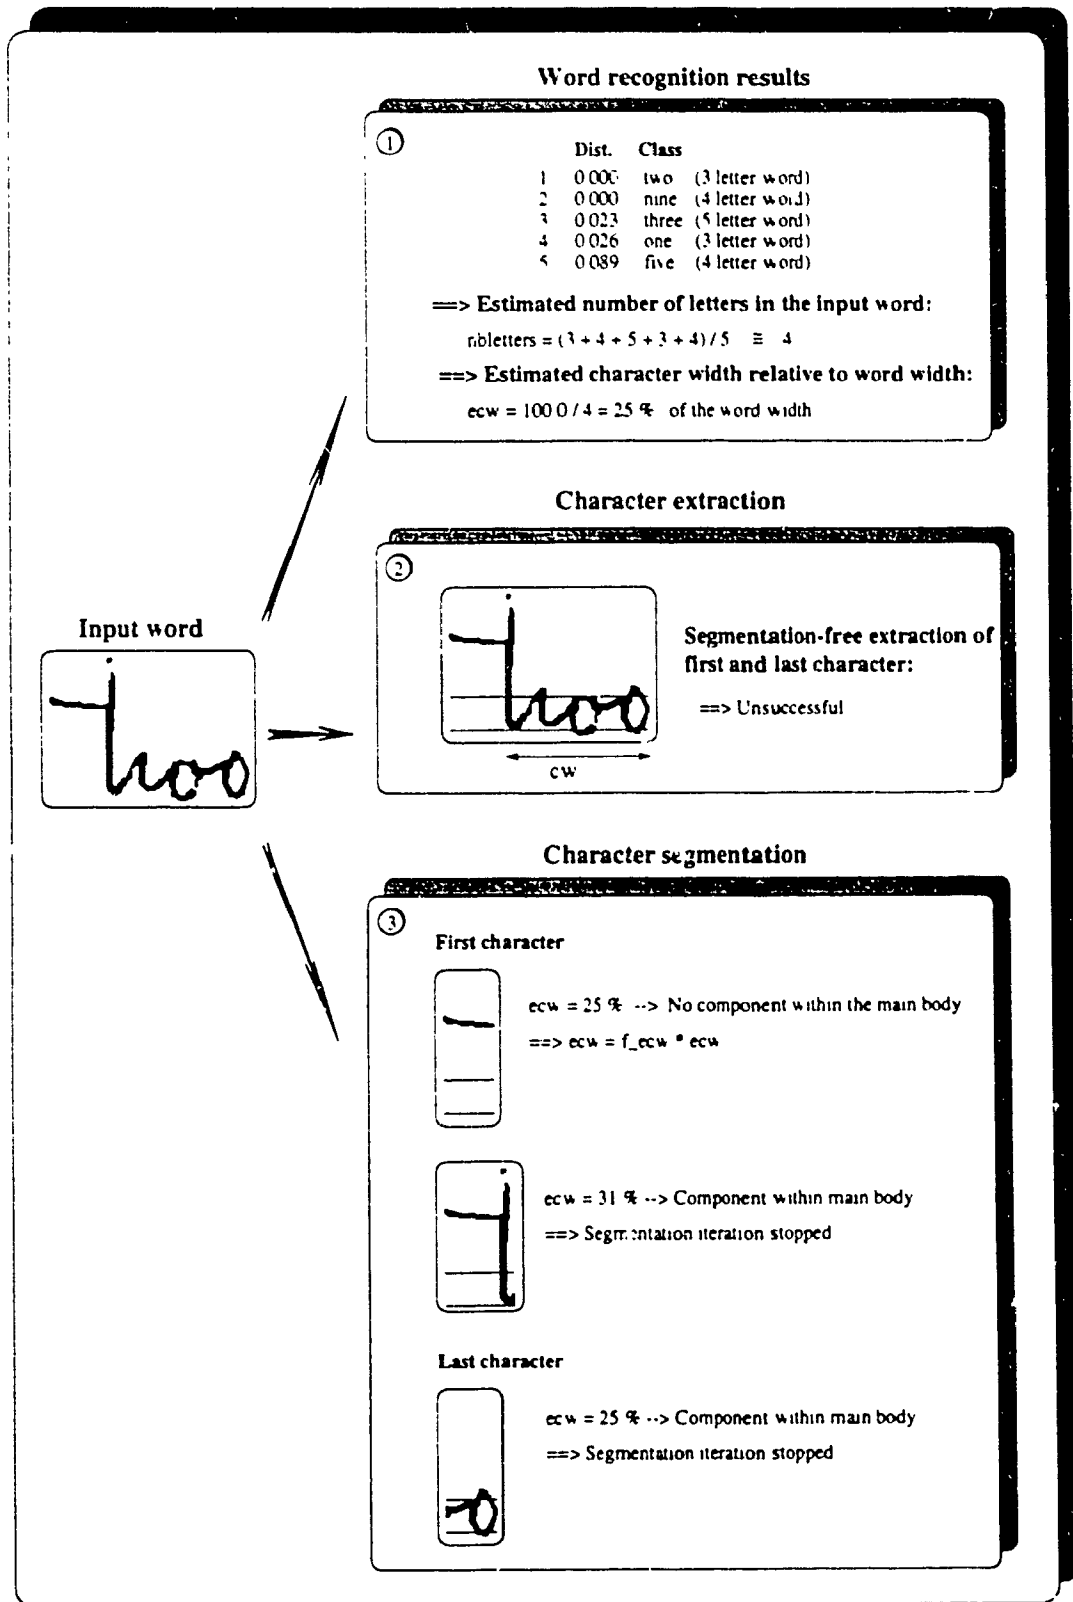 Word recognition results
1
Dist. Class
1 0.000 two (3 letter word)
2 0.000 nine (4 letter word)
3 0.023 three (5 letter word)
4 0.026 one (3 letter word)
5 0.089 five (4 letter word)
==> Estimated number of letters in the input word:
nbletters = (3 + 4 + 5 + 3 + 4) / 5 ≅ 4
==> Estimated character width relative to word width:
ecw = 100.0 / 4 = 25 % of the word width
Character extraction
2
Input word
two
two
cw
Segmentation-free extraction of
first and last character:
==> Unsuccessful
Character segmentation
3
First character
ecw = 25 % --> No component within the main body
==> ecw = f_ecw * ecw
ecw = 31 % --> Component within main body
==> Segmentation iteration stopped
Last character
ecw = 25 % --> Component within main body
==> Segmentation iteration stopped